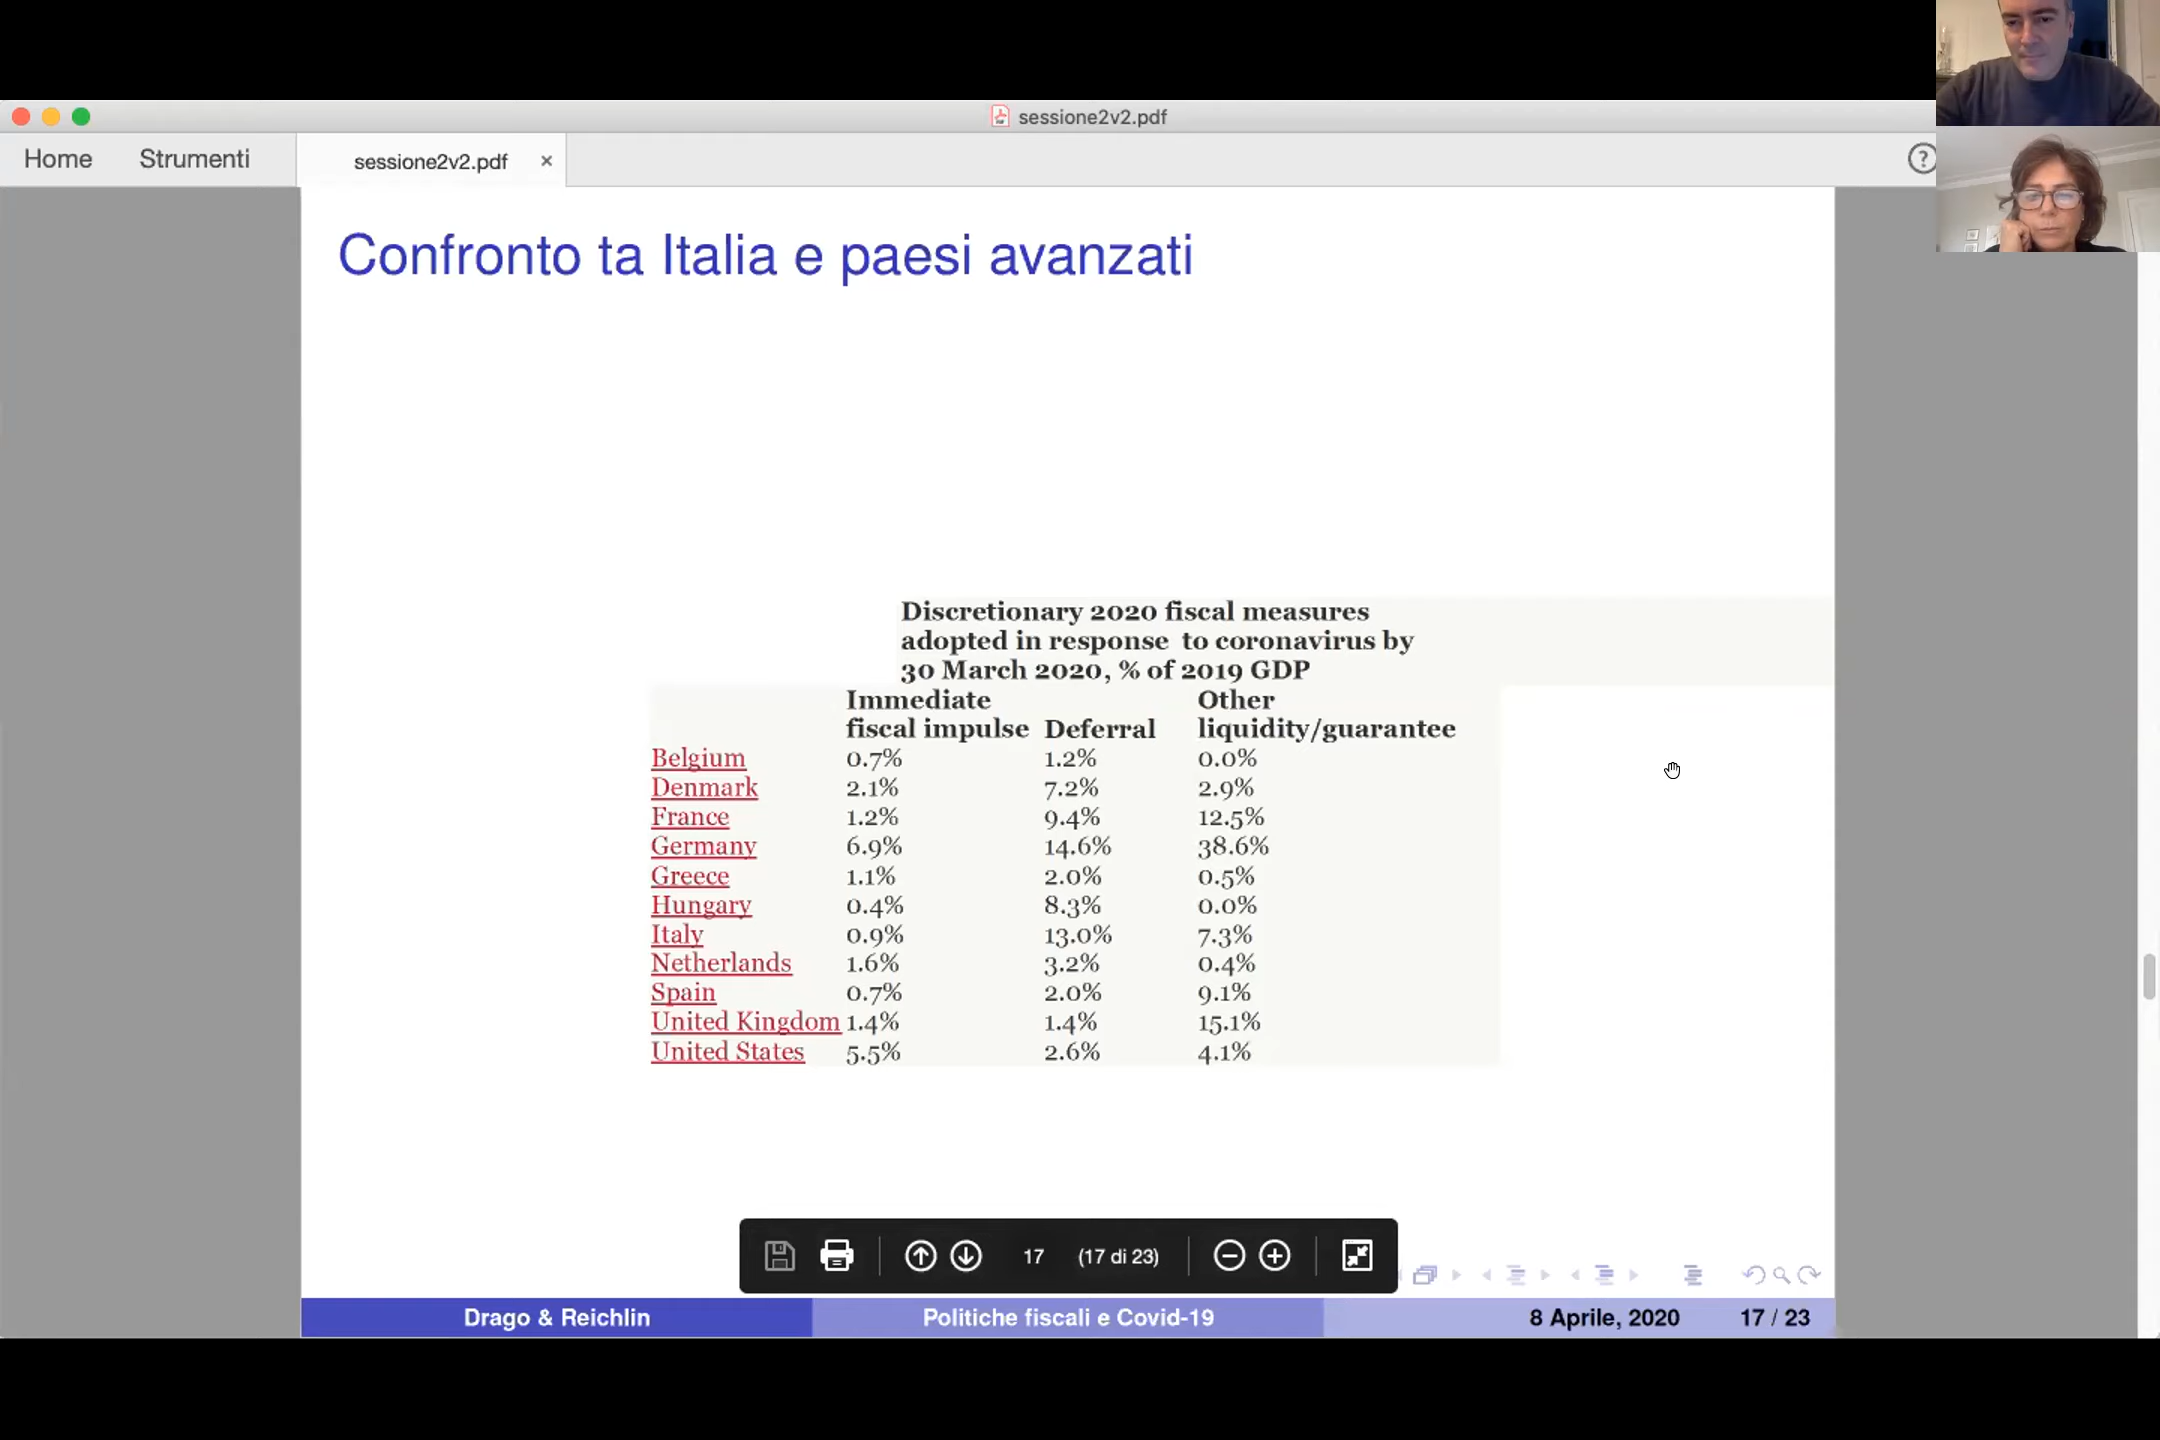 sessione2v2.pdf
Home Strumenti sessione2v2.pdf × ?
Confronto ta Italia e paesi avanzati
Discretionary 2020 fiscal measures
adopted in response to coronavirus by
30 March 2020, % of 2019 GDP
Immediate Other
fiscal impulse Deferral liquidity/guarantee
Belgium 0.7% 1.2% 0.0%
Denmark 2.1% 7.2% 2.9%
France 1.2% 9.4% 12.5%
Germany 6.9% 14.6% 38.6%
Greece 1.1% 2.0% 0.5%
Hungary 0.4% 8.3% 0.0%
Italy 0.9% 13.0% 7.3%
Netherlands 1.6% 3.2% 0.4%
Spain 0.7% 2.0% 9.1%
United Kingdom 1.4% 1.4% 15.1%
United States 5.5% 2.6% 4.1%
17 (17 di 23)
Drago & Reichlin Politiche fiscali e Covid-19 8 Aprile, 2020 17 / 23